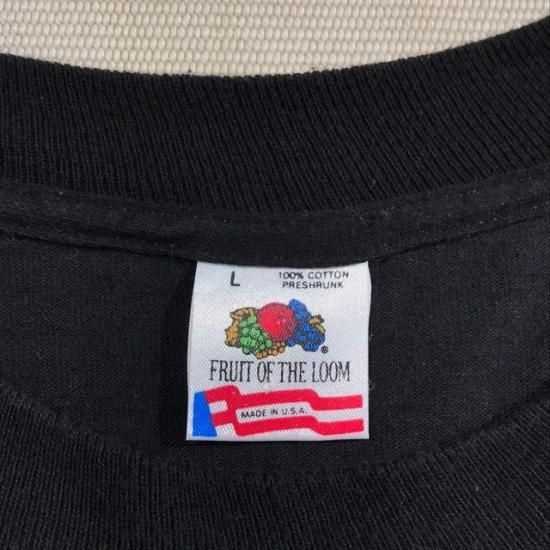 L
100% COTTON
PRESHRUNK
®
FRUIT OF THE LOOM
MADE IN U.S.A.